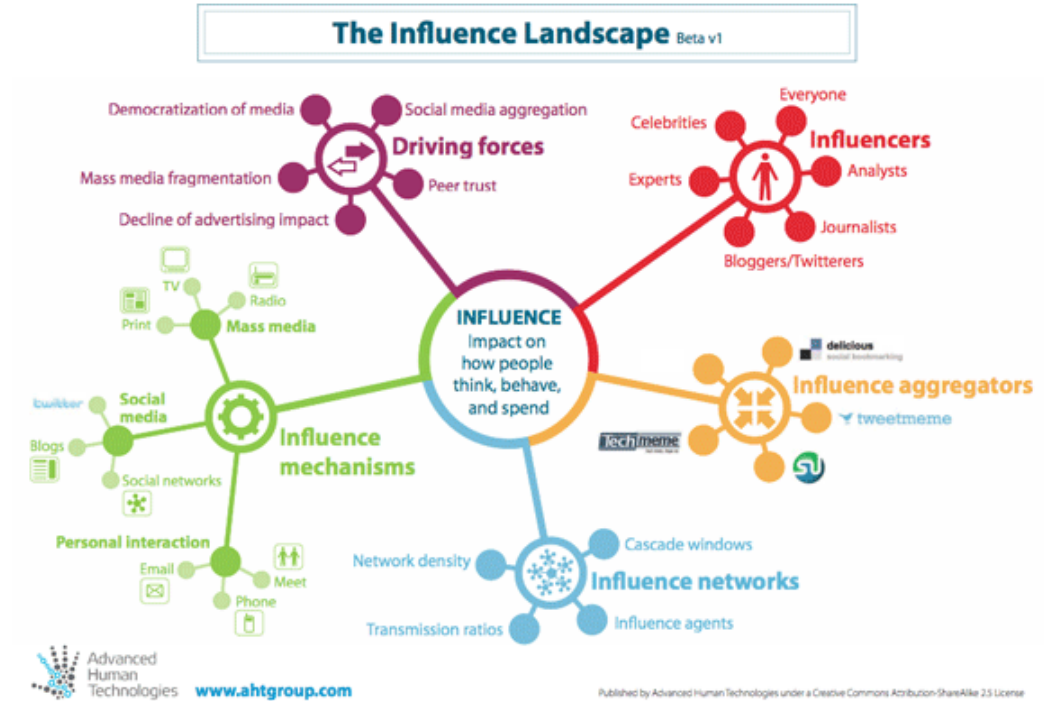 The Influence Landscape Beta v1
Democratization of media
Social media aggregation
Driving forces
Mass media fragmentation
Peer trust
Decline of advertising impact
Everyone
Celebrities
Influencers
Experts
Analysts
Journalists
Bloggers/Twitterers
TV
Radio
Print
Mass media
INFLUENCE
Impact on
how people
think, behave,
and spend
delicious
social bookmarking
Influence aggregators
tweetmeme
Techmeme
SU
twitter
Social
media
Blogs
Social networks
Influence
mechanisms
Personal interaction
Email
Meet
Phone
Network density
Cascade windows
Influence networks
Transmission ratios
Influence agents
Advanced
Human
Technologies
www.ahtgroup.com
Published by Advanced Human Technologies under a Creative Commons Attribution-ShareAlike 2.5 License